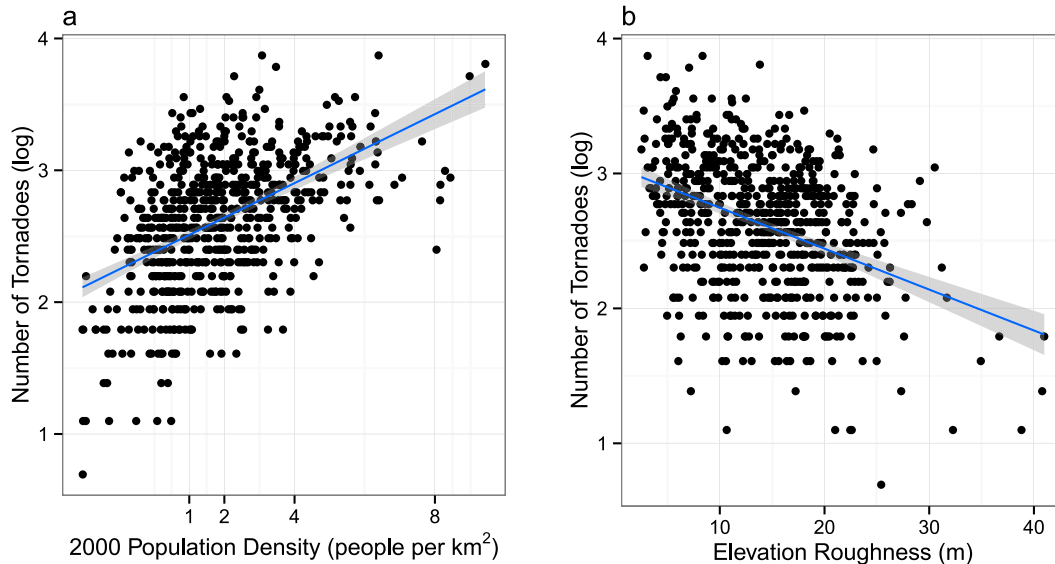 a
Number of Tornadoes (log)
4
3
2
1
1 2 4 8
2000 Population Density (people per km²)
b
Number of Tornadoes (log)
4
3
2
1
10 20 30 40
Elevation Roughness (m)